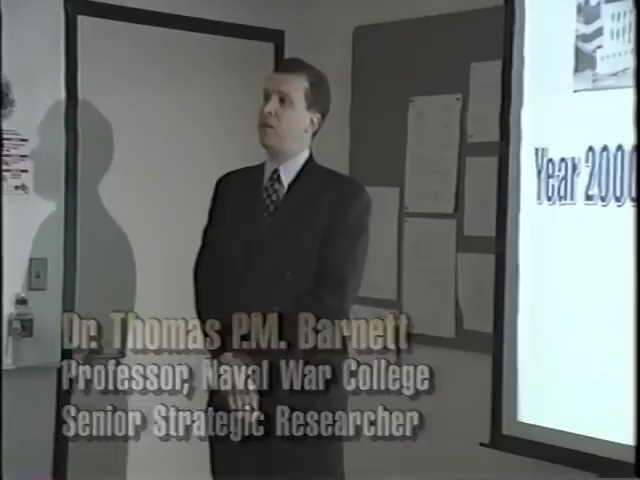 Year 2000
Dr. Thomas P.M. Barnett
Professor, Naval War College
Senior Strategic Researcher